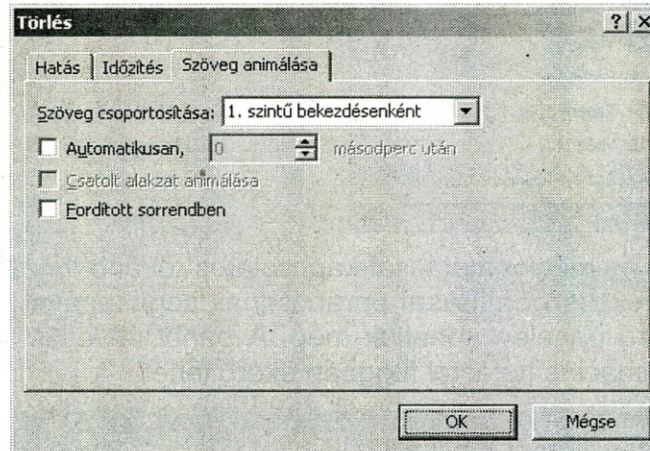 Törlés
Hatás Időzítés Szöveg animálása
Szöveg csoportosítása: 1. szintű bekezdésenként
Automatikusan, 0 másodperc után
Csatolt alakzat animálása
Fordított sorrendben
OK Mégse